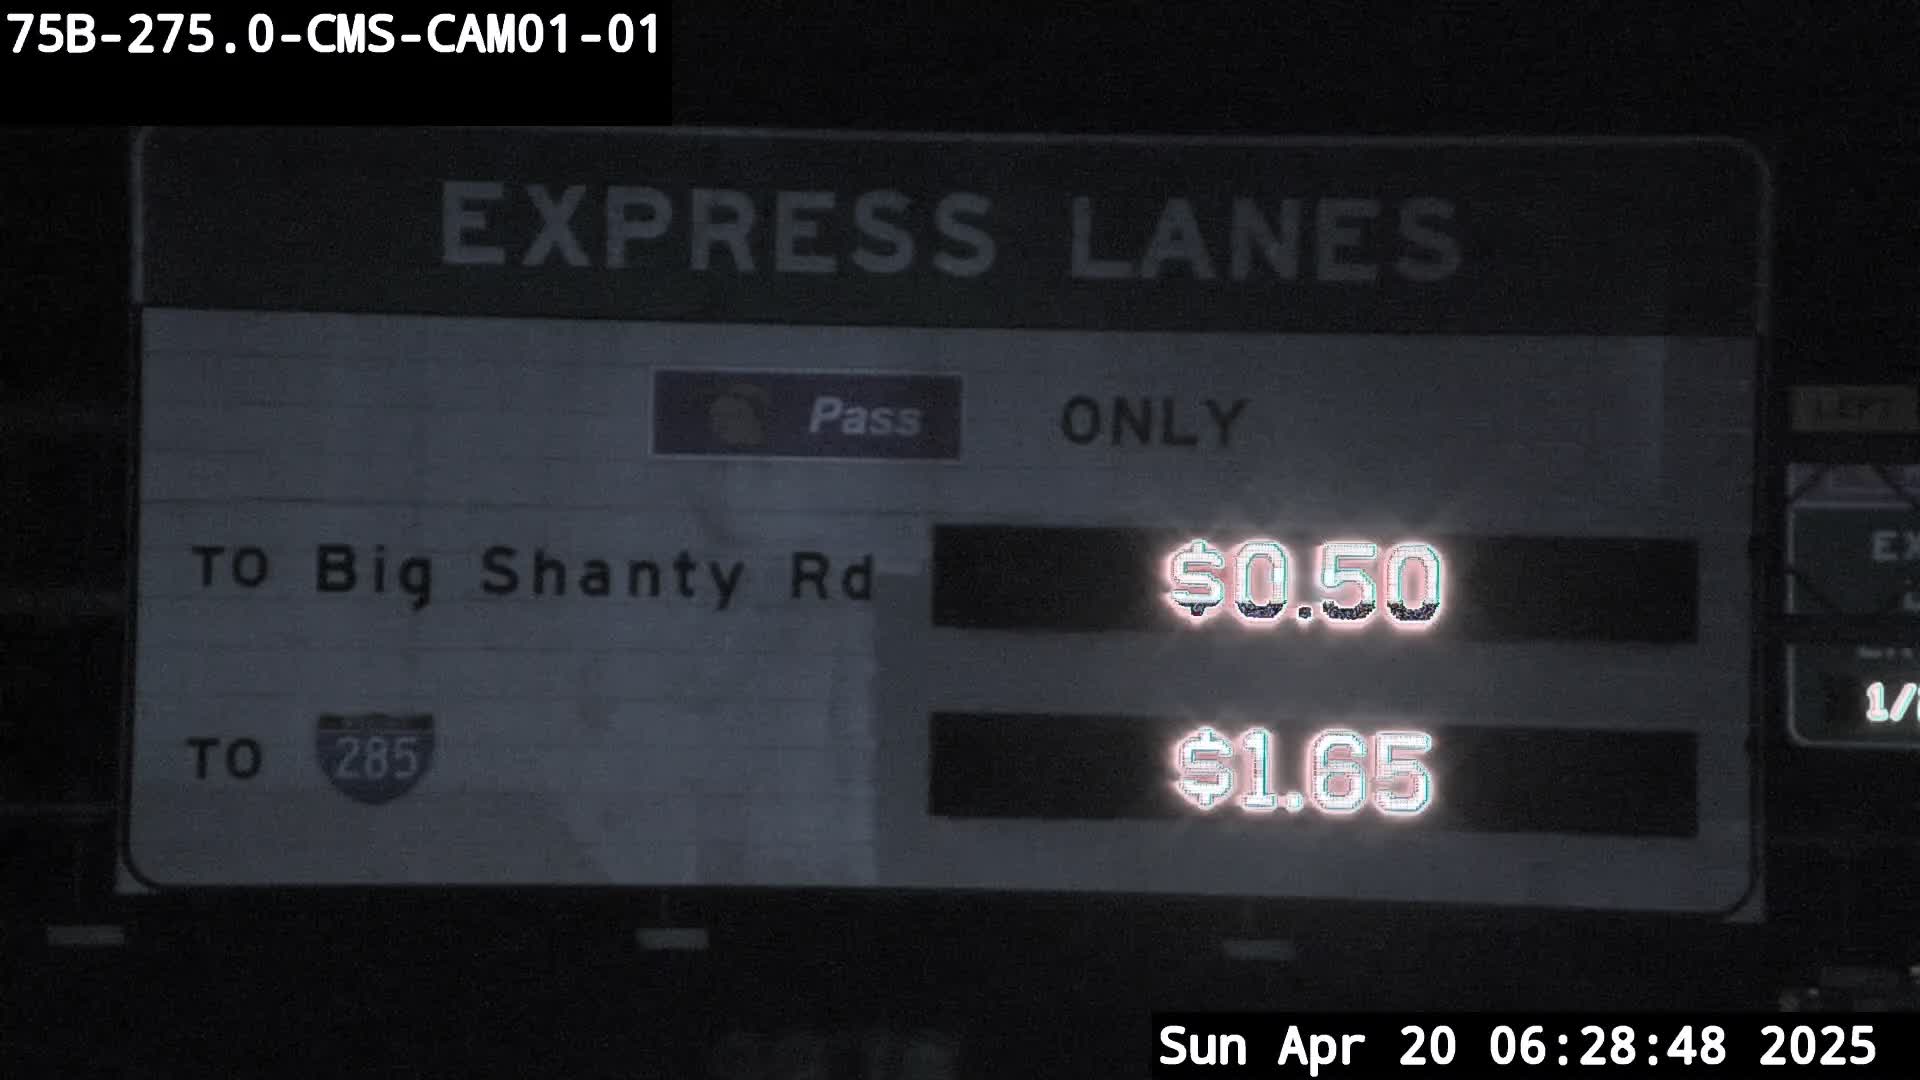 75B-275.0-CMS-CAM01-01
EXPRESS LANES
Pass ONLY
LEFT
TO Big Shanty Rd $0.50
TO 285 $1.65
Sun Apr 20 06:28:48 2025